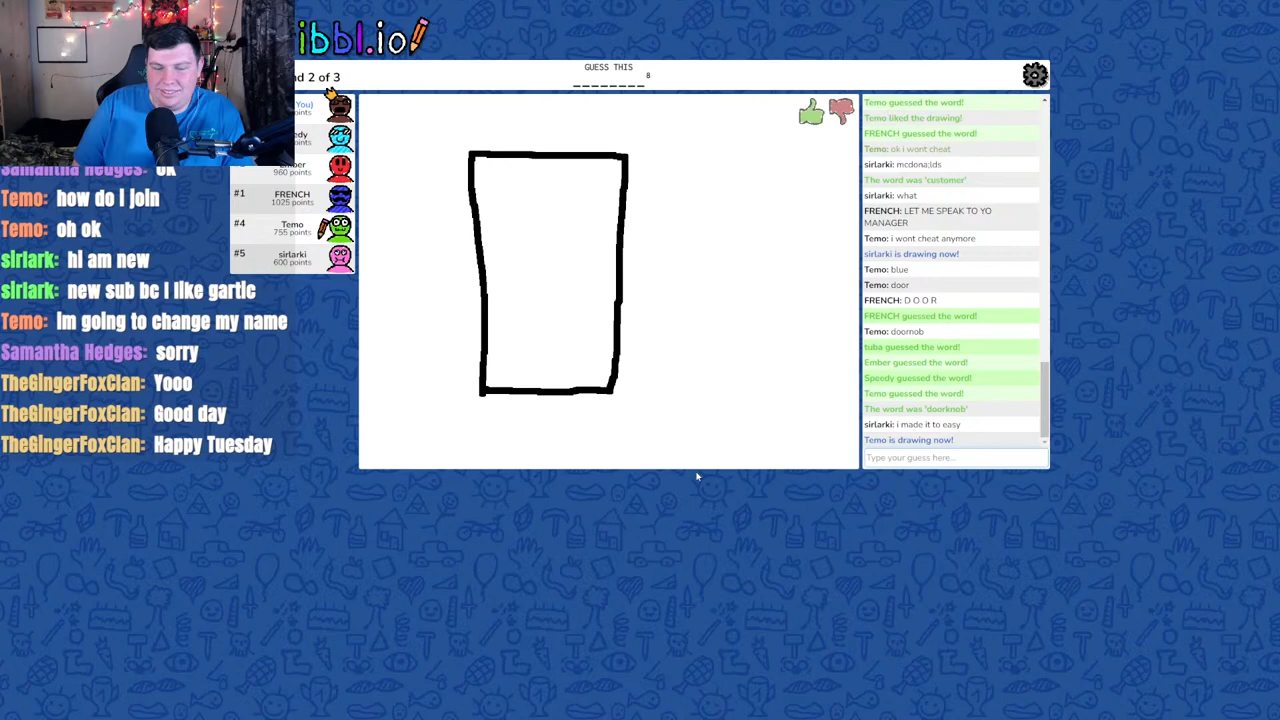 ibbl.io
nd 2 of 3
GUESS THIS
________ 8
You)
points
edy
points
Ember
960 points
#1 FRENCH
1025 points
#4 Temo
755 points
#5 sirlarki
600 points
Samantha Hedges: ok
Temo: how do I join
Temo: oh ok
sirlark: hI am new
sirlark: new sub bc I like gartic
Temo: Im going to change my name
Samantha Hedges: sorry
TheGingerFoxClan: Yooo
TheGingerFoxClan: Good day
TheGingerFoxClan: Happy Tuesday
Temo guessed the word!
Temo liked the drawing!
FRENCH guessed the word!
Temo: ok i wont cheat
sirlarki: mcdona;lds
The word was 'customer'
sirlarki: what
FRENCH: LET ME SPEAK TO YO
MANAGER
Temo: i wont cheat anymore
sirlarki is drawing now!
Temo: blue
Temo: door
FRENCH: D O O R
FRENCH guessed the word!
Temo: doornob
tuba guessed the word!
Ember guessed the word!
Speedy guessed the word!
Temo guessed the word!
The word was 'doorknob'
sirlarki: i made it to easy
Temo is drawing now!
Type your guess here...